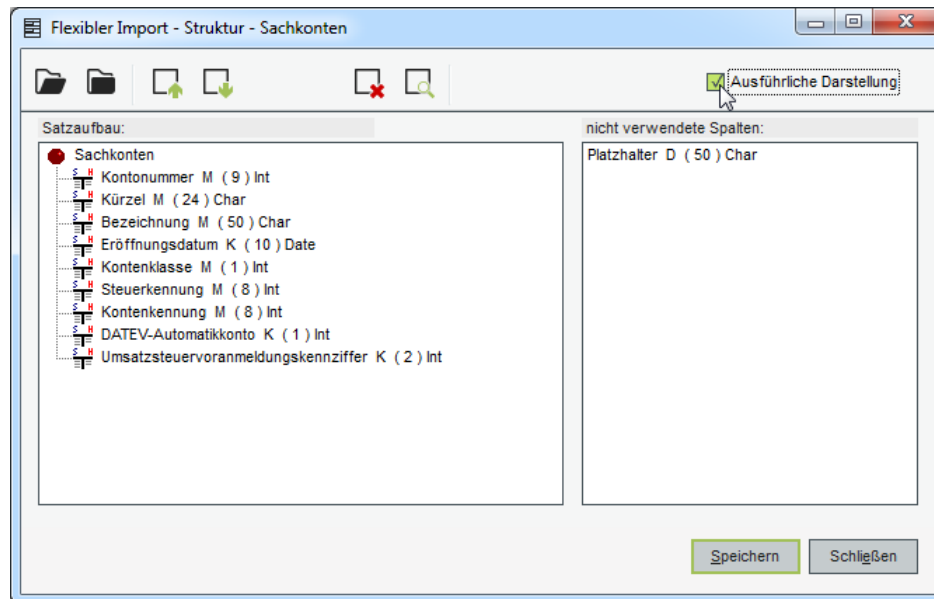 Flexibler Import - Struktur - Sachkonten
Ausführliche Darstellung
Satzaufbau:
nicht verwendete Spalten:
Sachkonten
Kontonummer M ( 9 ) Int
Kürzel M ( 24 ) Char
Bezeichnung M ( 50 ) Char
Eröffnungsdatum K ( 10 ) Date
Kontenklasse M ( 1 ) Int
Steuerkennung M ( 8 ) Int
Kontenkennung M ( 8 ) Int
DATEV-Automatikkonto K ( 1 ) Int
Umsatzsteuervoranmeldungskennziffer K ( 2 ) Int
Platzhalter D ( 50 ) Char
Speichern
Schließen